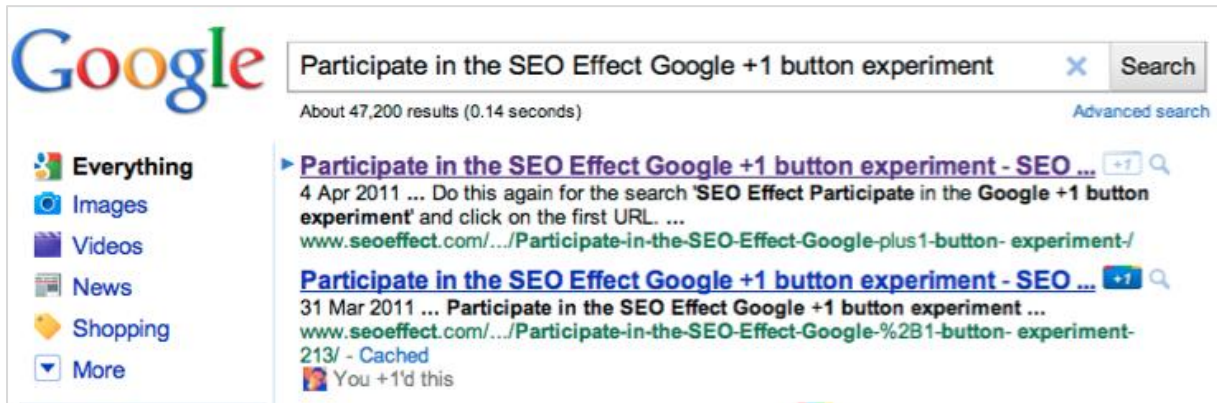 Google
Participate in the SEO Effect Google +1 button experiment
Search
About 47,200 results (0.14 seconds)
Advanced search
Everything
Images
Videos
News
Shopping
More
Participate in the SEO Effect Google +1 button experiment - SEO ... +1
4 Apr 2011 ... Do this again for the search 'SEO Effect Participate in the Google +1 button
experiment' and click on the first URL. ...
www.seoeffect.com/.../Participate-in-the-SEO-Effect-Google-plus1-button- experiment-/
Participate in the SEO Effect Google +1 button experiment - SEO ... +1
31 Mar 2011 ... Participate in the SEO Effect Google +1 button experiment ...
www.seoeffect.com/.../Participate-in-the-SEO-Effect-Google-%2B1-button- experiment-
213/ - Cached
You +1'd this